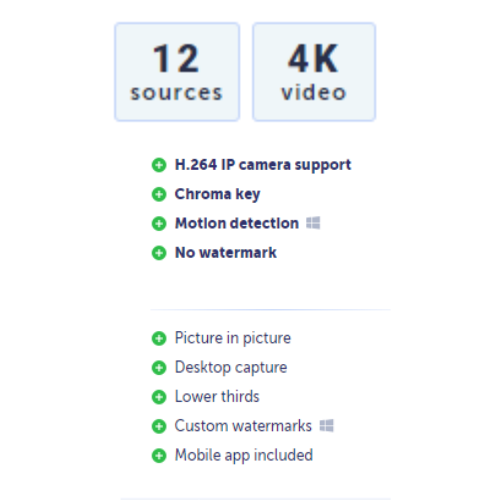 12
sources
4K
video
H.264 IP camera support
Chroma key
Motion detection
No watermark
Picture in picture
Desktop capture
Lower thirds
Custom watermarks
Mobile app included